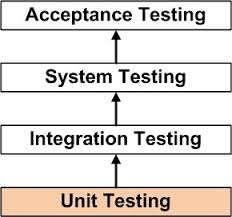 Acceptance Testing
System Testing
Integration Testing
Unit Testing